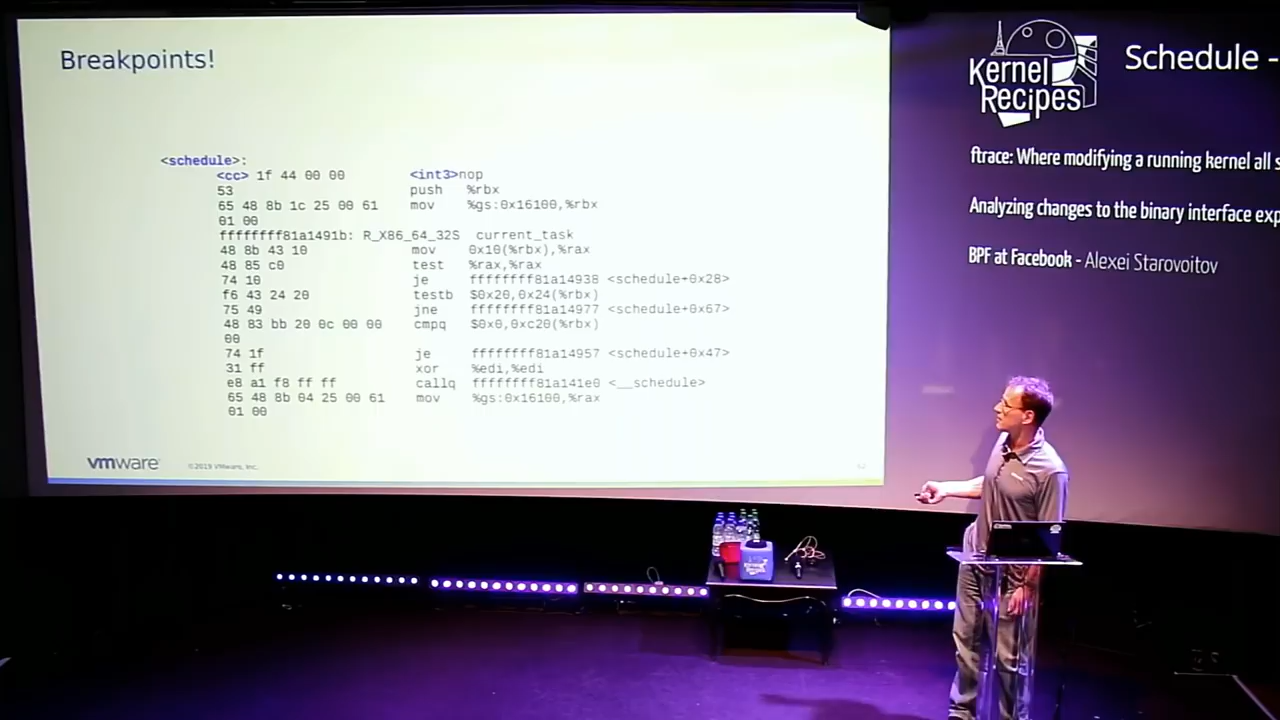 Breakpoints!
<schedule>:
<cc> 1f 44 00 00 <int3>nop
53 push %rbx
65 48 8b 1c 25 00 61 mov %gs:0x16100,%rbx
01 00
ffffffff81a1491b: R_X86_64_32S current_task
48 8b 43 10 mov 0x10(%rbx),%rax
48 85 c0 test %rax,%rax
74 10 je ffffffff81a14938 <schedule+0x28>
f6 43 24 20 testb $0x20,0x24(%rbx)
75 49 jne ffffffff81a14977 <schedule+0x67>
48 83 bb 20 0c 00 00 cmpq $0x0,0xc20(%rbx)
00
74 1f je ffffffff81a14957 <schedule+0x47>
31 ff xor %edi,%edi
e8 a1 f8 ff ff callq ffffffff81a141e0 <__schedule>
65 48 8b 04 25 00 61 mov %gs:0x16100,%rax
01 00
vmware
©2019 VMware, Inc.
52
Kernel
Recipes
Schedule -
ftrace: Where modifying a running kernel all s
Analyzing changes to the binary interface exp
BPF at Facebook - Alexei Starovoitov
Kernel
Recipes